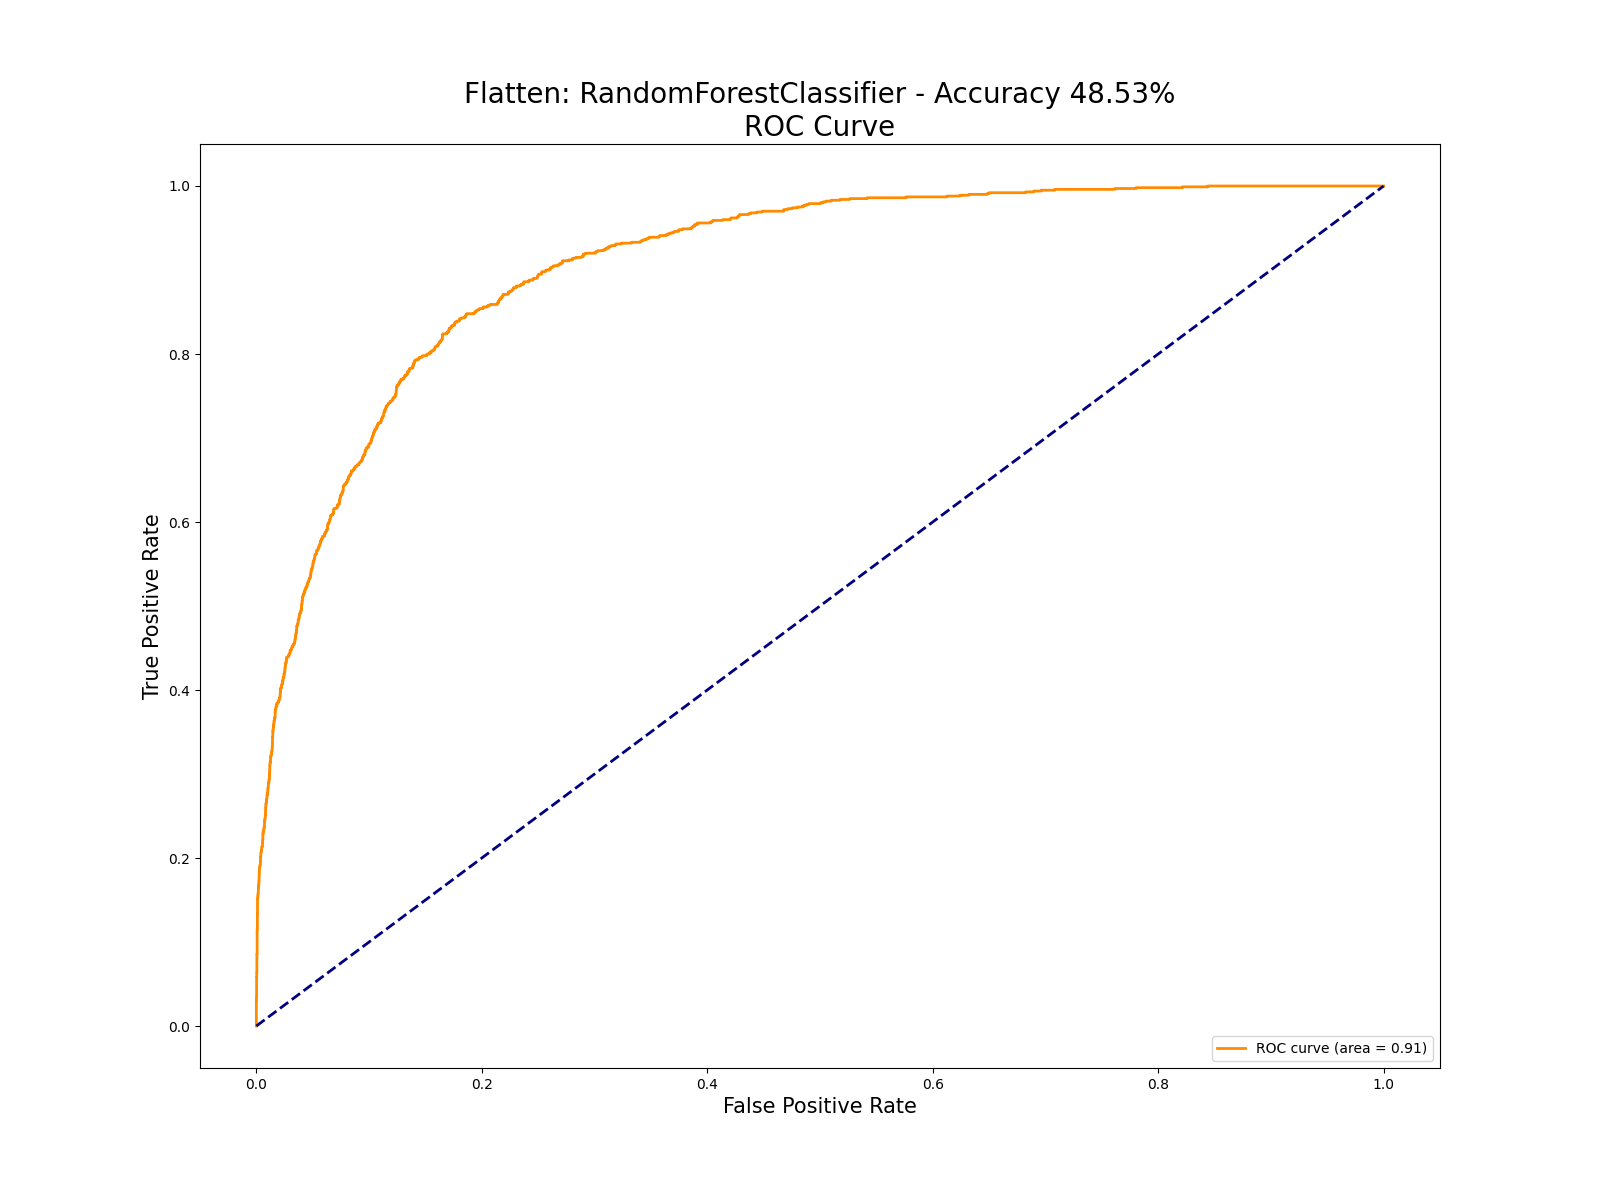 Flatten: RandomForestClassifier - Accuracy 48.53%
ROC Curve
1.0
0.8
0.6
0.4
0.2
0.0
True Positive Rate
ROC curve (area = 0.91)
0.0 0.2 0.4 0.6 0.8 1.0
False Positive Rate